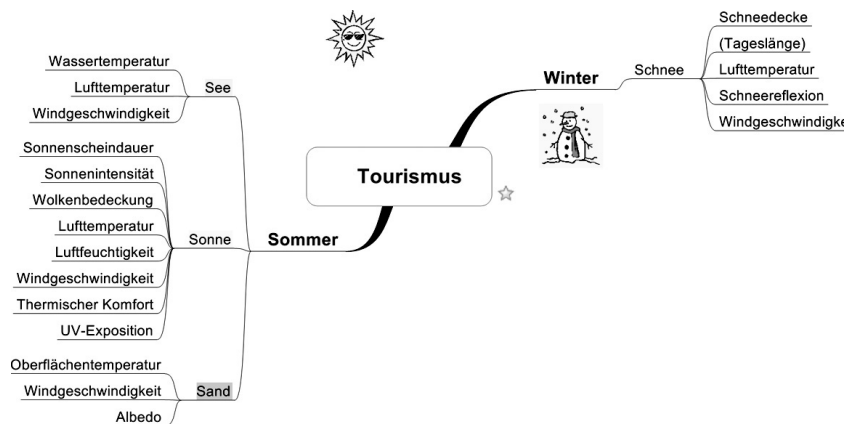 Schneedecke
(Tageslänge)
Lufttemperatur
Schneereflexion
Windgeschwindigke
Schnee
Winter
Tourismus
Sommer
See
Wassertemperatur
Lufttemperatur
Windgeschwindigkeit
Sonne
Sonnenscheindauer
Sonnenintensität
Wolkenbedeckung
Lufttemperatur
Luftfeuchtigkeit
Windgeschwindigkeit
Thermischer Komfort
UV-Exposition
Sand
Oberflächentemperatur
Windgeschwindigkeit
Albedo